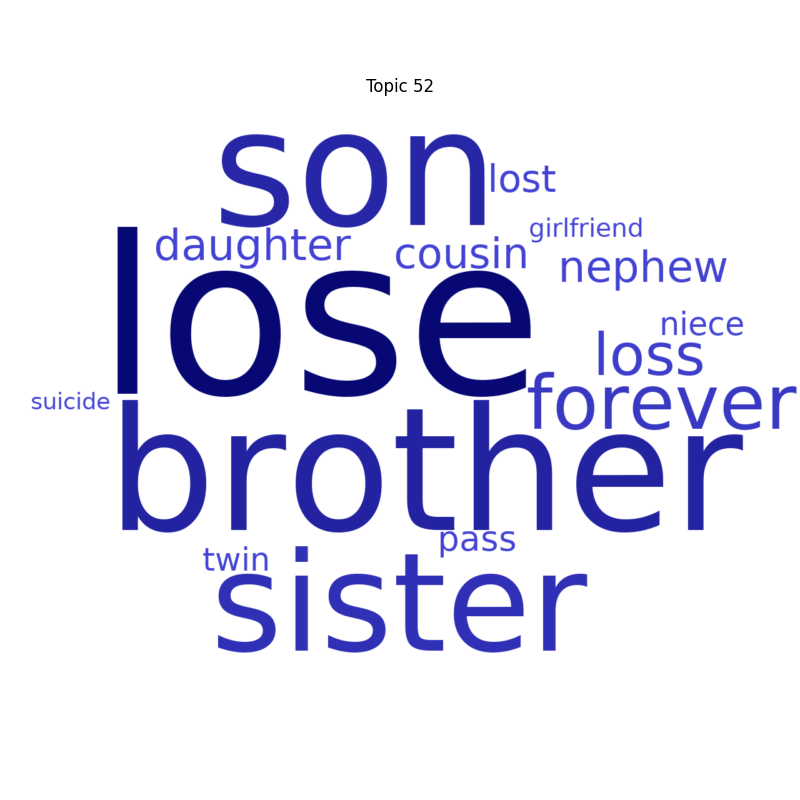 Topic 52
son
lost
girlfriend
daughter
cousin
nephew
lose
niece
loss
suicide
forever
brother
pass
twin
sister